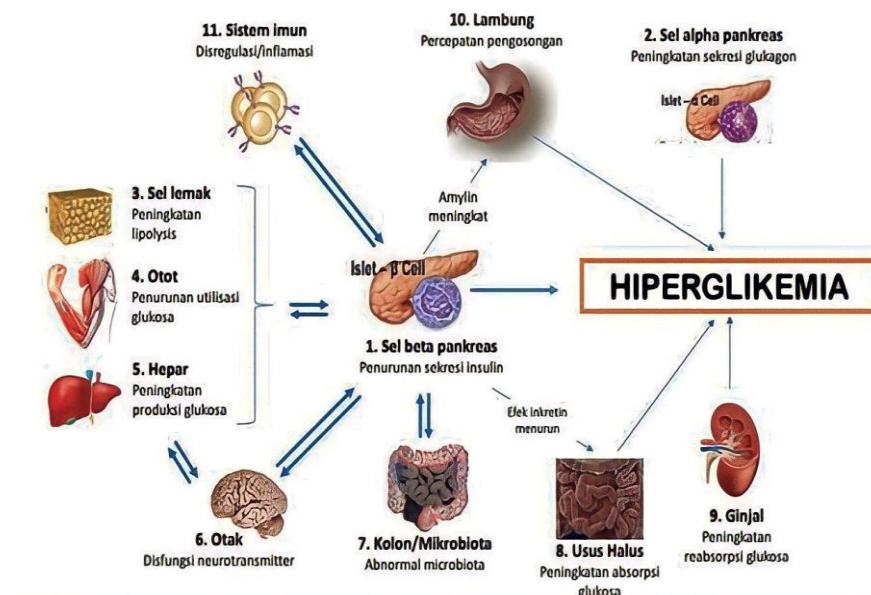 11. Sistem imun
Disregulasi/inflamasi
10. Lambung
Percepatan pengosongan
2. Sel alpha pankreas
Peningkatan sekresi glukagon
Islet – α Cell
3. Sel lemak
Peningkatan
lipolysis
Amylin
meningkat
4. Otot
Penurunan utilisasi
glukosa
Islet – β Cell
HIPERGLIKEMIA
1. Sel beta pankreas
Penurunan sekresi insulin
5. Hepar
Peningkatan
produksi glukosa
Efek inkretin
menurun
6. Otak
Disfungsi neurotransmitter
7. Kolon/Mikrobiota
Abnormal microbiota
8. Usus Halus
Peningkatan absorpsi
glukosa
9. Ginjal
Peningkatan
reabsorpsi glukosa